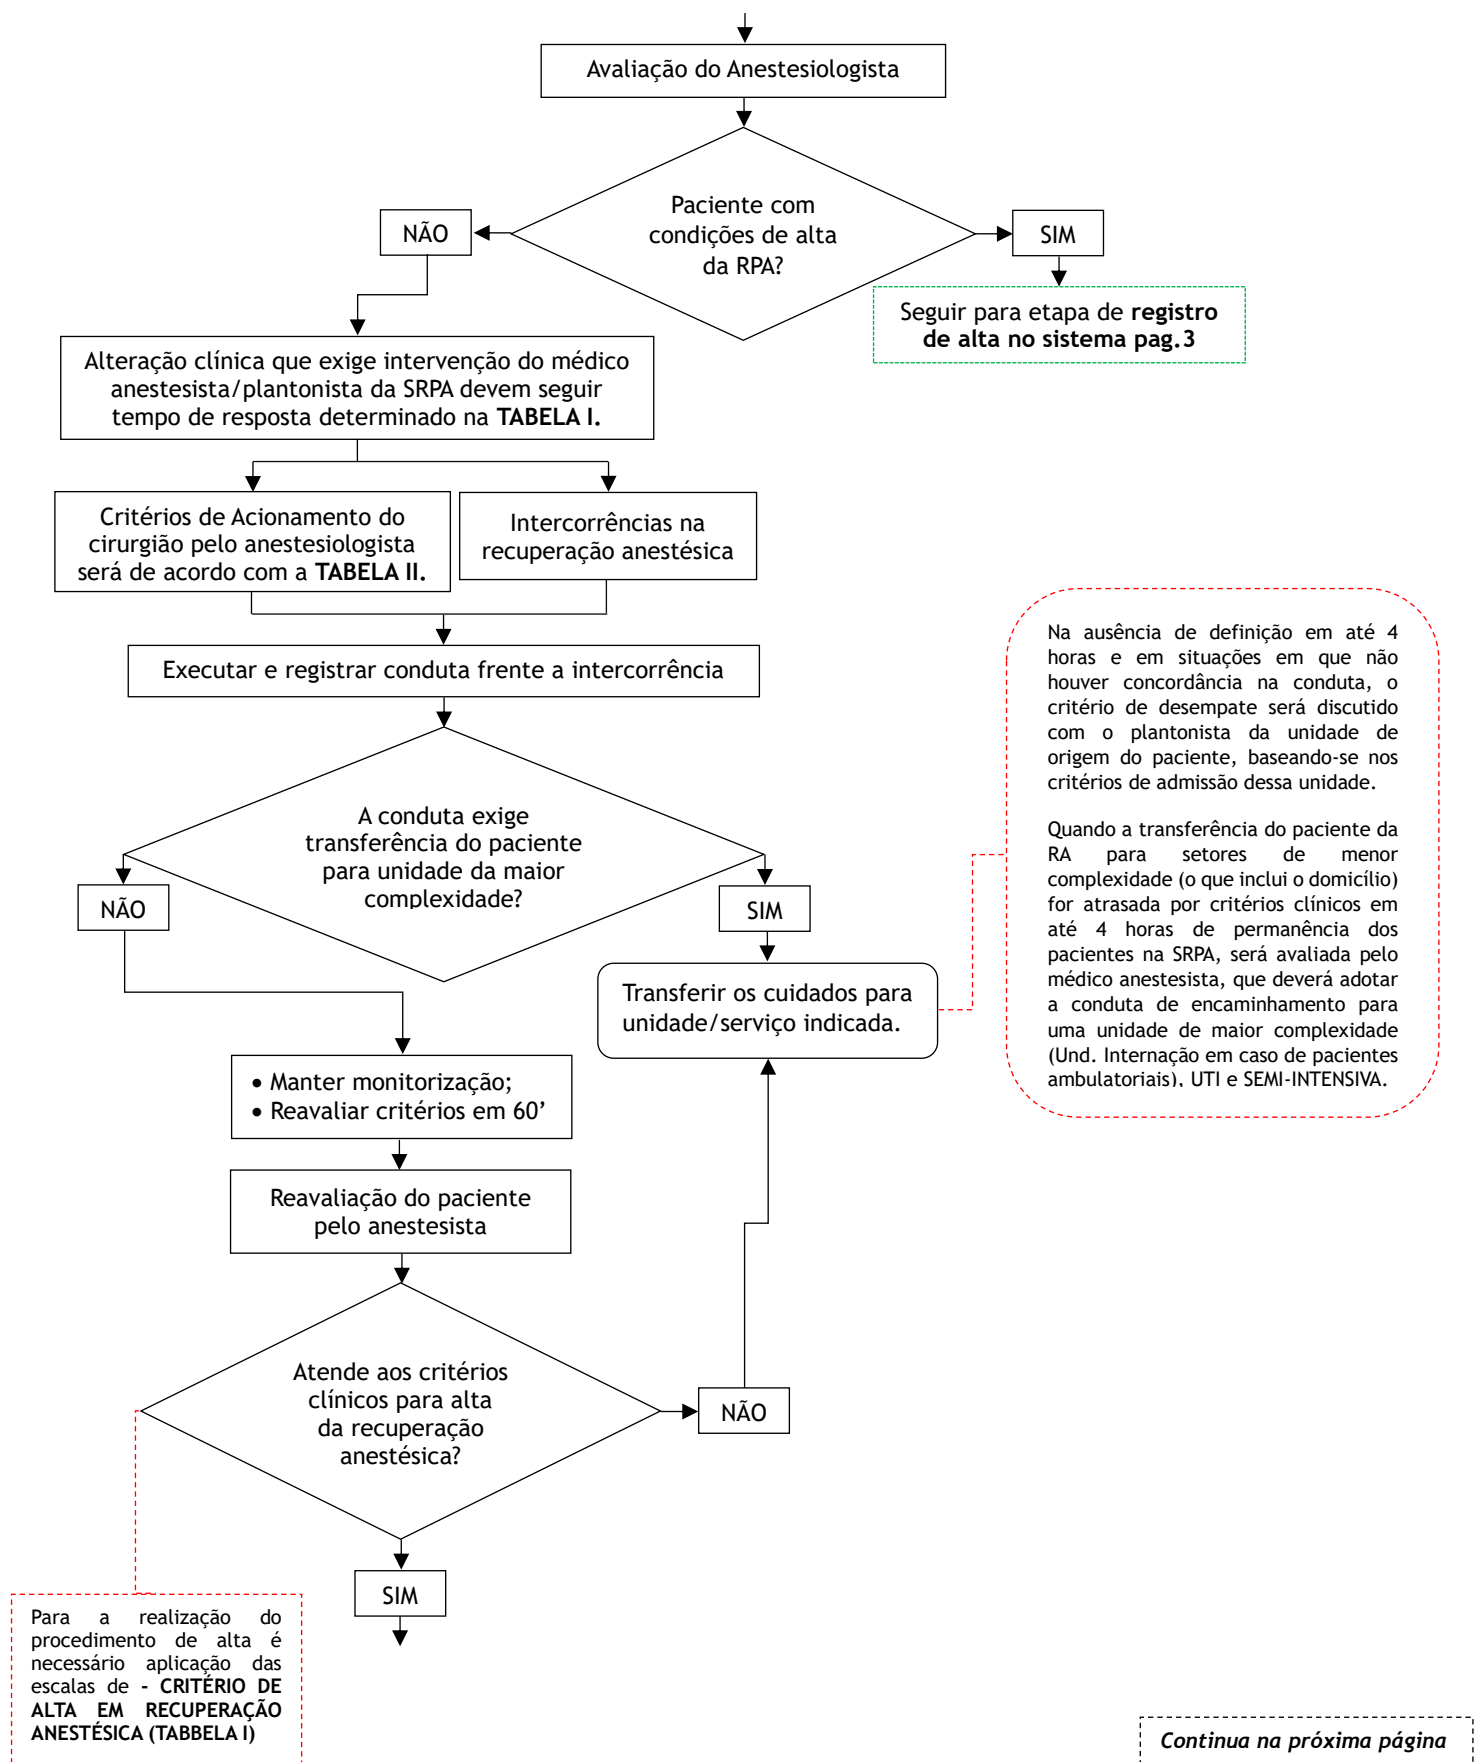 Avaliação do Anestesiologista
Paciente com
condições de alta
da RPA?
NÃO
SIM
Seguir para etapa de registro
de alta no sistema pag.3
Alteração clínica que exige intervenção do médico
anestesista/plantonista da SRPA devem seguir
tempo de resposta determinado na TABELA I.
Critérios de Acionamento do
cirurgião pelo anestesiologista
será de acordo com a TABELA II.
Intercorrências na
recuperação anestésica
Executar e registrar conduta frente a intercorrência
A conduta exige
transferência do paciente
para unidade da maior
complexidade?
NÃO
SIM
Transferir os cuidados para
unidade/serviço indicada.
Na ausência de definição em até 4
horas e em situações em que não
houver concordância na conduta, o
critério de desempate será discutido
com o plantonista da unidade de
origem do paciente, baseando-se nos
critérios de admissão dessa unidade.
Quando a transferência do paciente da
RA para setores de menor
complexidade (o que inclui o domicílio)
for atrasada por critérios clínicos em
até 4 horas de permanência dos
pacientes na SRPA, será avaliada pelo
médico anestesista, que deverá adotar
a conduta de encaminhamento para
uma unidade de maior complexidade
(Und. Internação em caso de pacientes
ambulatoriais), UTI e SEMI-INTENSIVA.
• Manter monitorização;
• Reavaliar critérios em 60’
Reavaliação do paciente
pelo anestesista
Atende aos critérios
clínicos para alta
da recuperação
anestésica?
NÃO
SIM
Para a realização do
procedimento de alta é
necessário aplicação das
escalas de - CRITÉRIO DE
ALTA EM RECUPERAÇÃO
ANESTÉSICA (TABBELA I)
Continua na próxima página